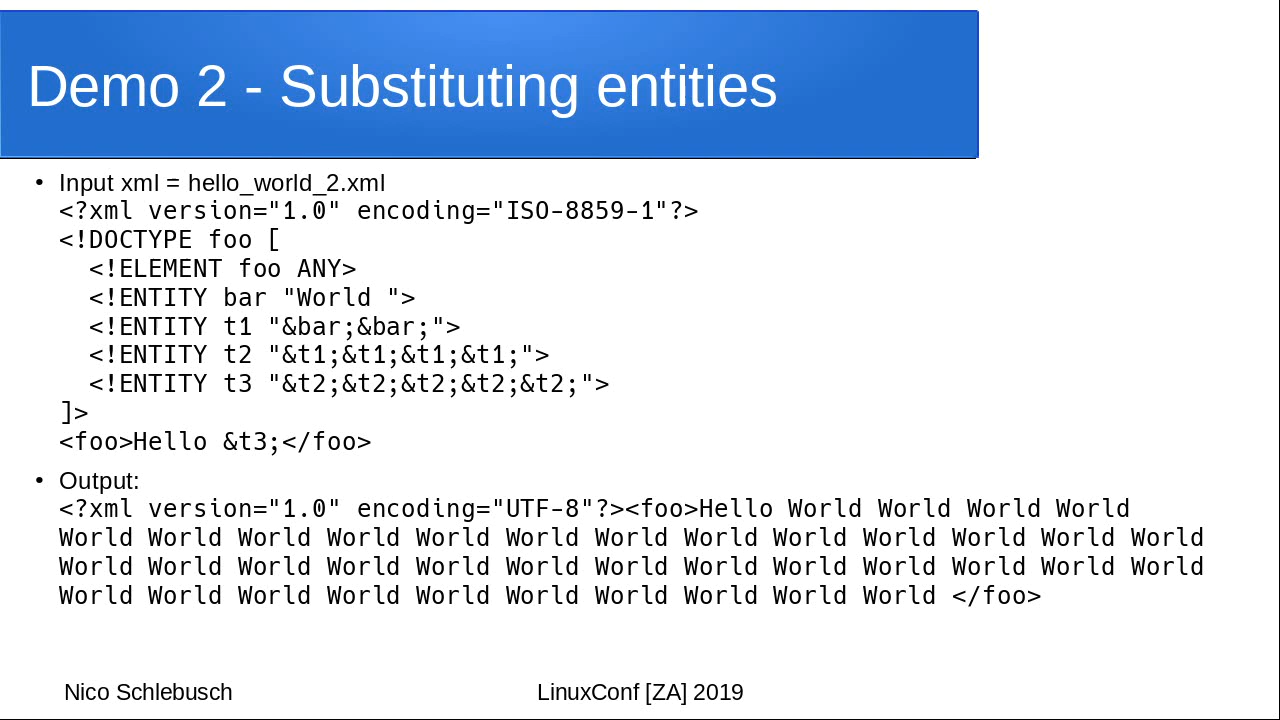 Demo 2 - Substituting entities
• Input xml = hello_world_2.xml
<?xml version="1.0" encoding="ISO-8859-1"?>
<!DOCTYPE foo [
  <!ELEMENT foo ANY>
  <!ENTITY bar "World ">
  <!ENTITY t1 "&bar;&bar;">
  <!ENTITY t2 "&t1;&t1;&t1;&t1;">
  <!ENTITY t3 "&t2;&t2;&t2;&t2;&t2;">
]>
<foo>Hello &t3;</foo>
• Output:
<?xml version="1.0" encoding="UTF-8"?><foo>Hello World World World World
World World World World World World World World World World World World World
World World World World World World World World World World World World World
World World World World World World World World World World </foo>
Nico Schlebusch
LinuxConf [ZA] 2019